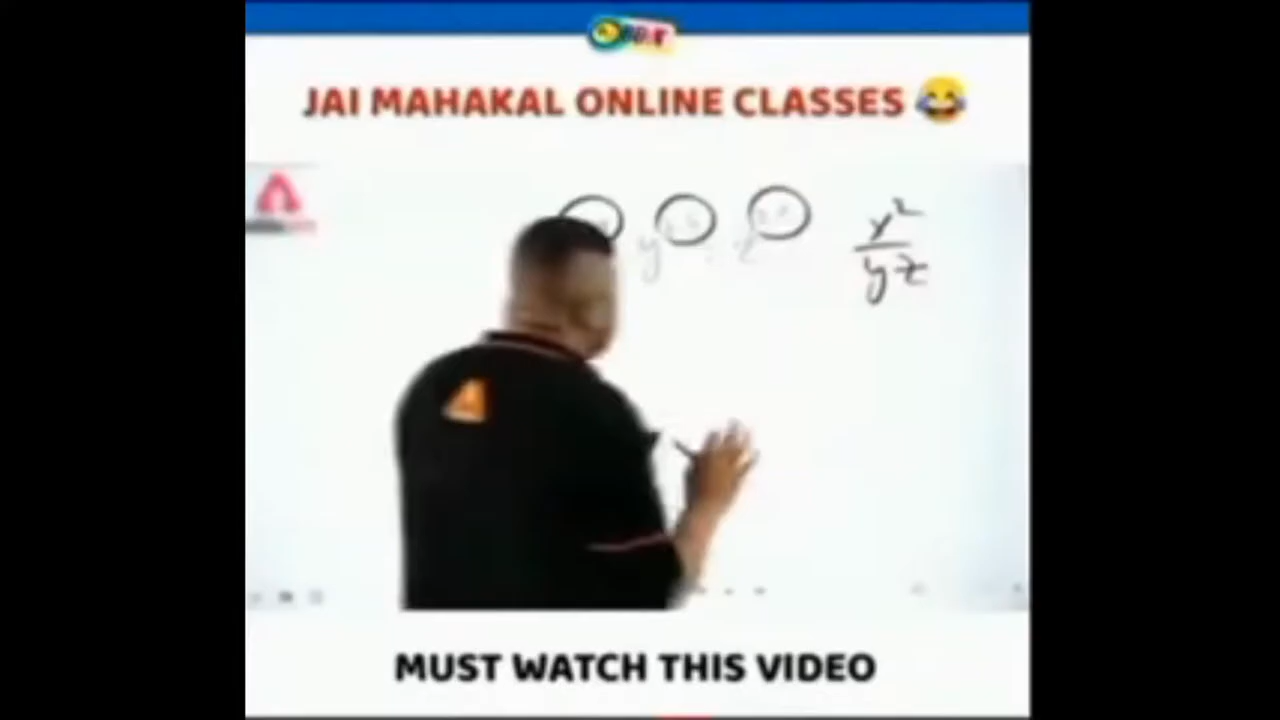 JAI MAHAKAL ONLINE CLASSES 😂
x²
yz
MUST WATCH THIS VIDEO